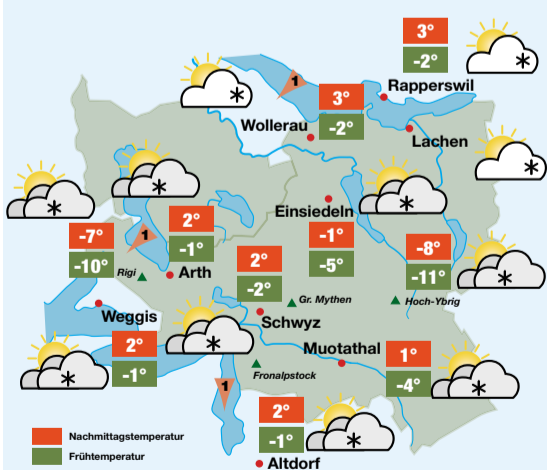 3°
-2°
Rapperswil
1
3°
-2°
Wollerau
Lachen
Einsiedeln
-1°
-5°
2°
-1°
-7°
-10°
1
Rigi
Arth
-8°
-11°
Hoch-Ybrig
2°
-2°
Gr. Mythen
Schwyz
Weggis
2°
-1°
Muotathal
1°
-4°
Fronalpstock
1
2°
-1°
Altdorf
Nachmittagstemperatur
Frühtemperatur